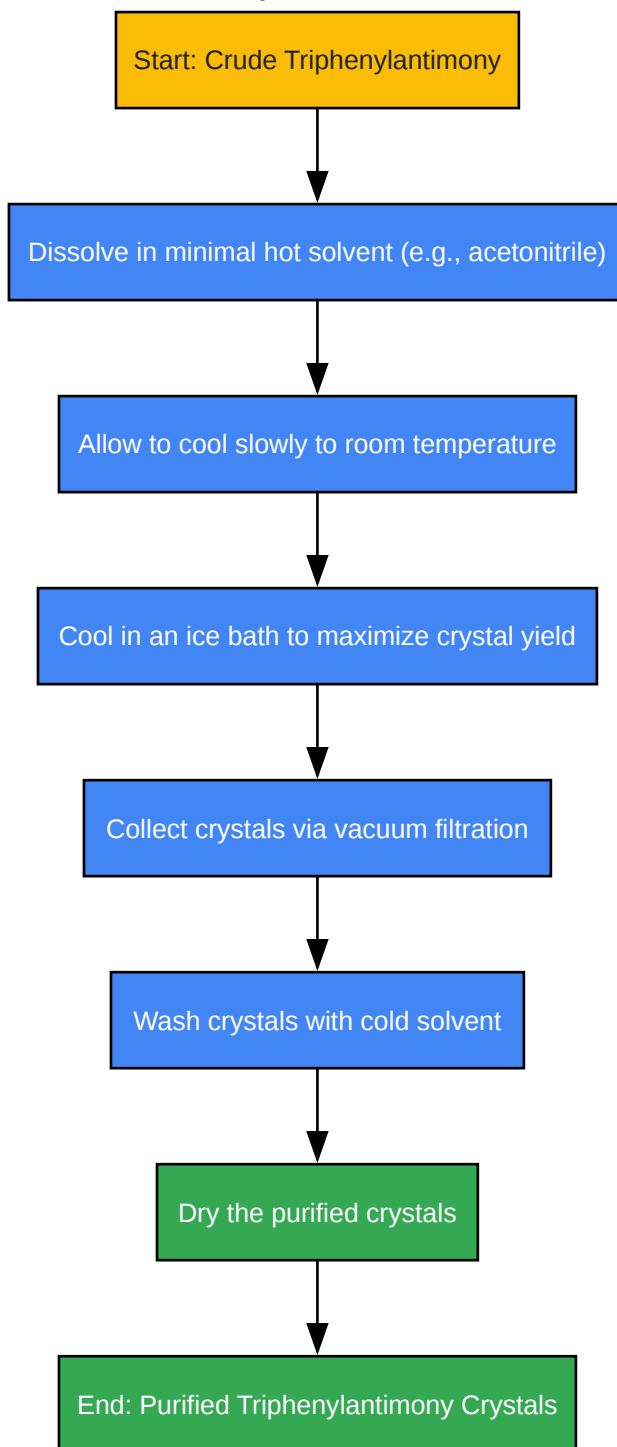 Start: Crude Triphenylantimony
Dissolve in minimal hot solvent (e.g., acetonitrile)
Allow to cool slowly to room temperature
Cool in an ice bath to maximize crystal yield
Collect crystals via vacuum filtration
Wash crystals with cold solvent
Dry the purified crystals
End: Purified Triphenylantimony Crystals